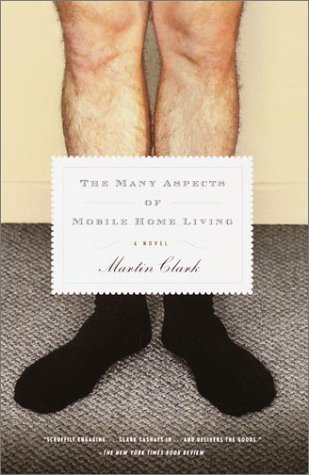 THE MANY ASPECTS
OF
MOBILE HOME LIVING
A NOVEL
Martin Clark
"SCRUFFILY ENGAGING. . . . CLARK SASHAYS IN . . . AND DELIVERS THE GOODS."
—THE NEW YORK TIMES BOOK REVIEW